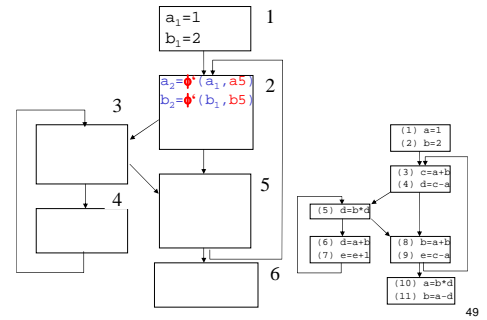 a₁=1
b₁=2
1
a₂=ϕ‘(a₁,a5)
b₂=ϕ‘(b₁,b5)
2
3
4
5
6
(1) a=1
(2) b=2
(3) c=a+b
(4) d=c-a
(5) d=b*d
(6) d=a+b
(7) e=e+1
(8) b=a+b
(9) e=c-a
(10) a=b*d
(11) b=a-d
49